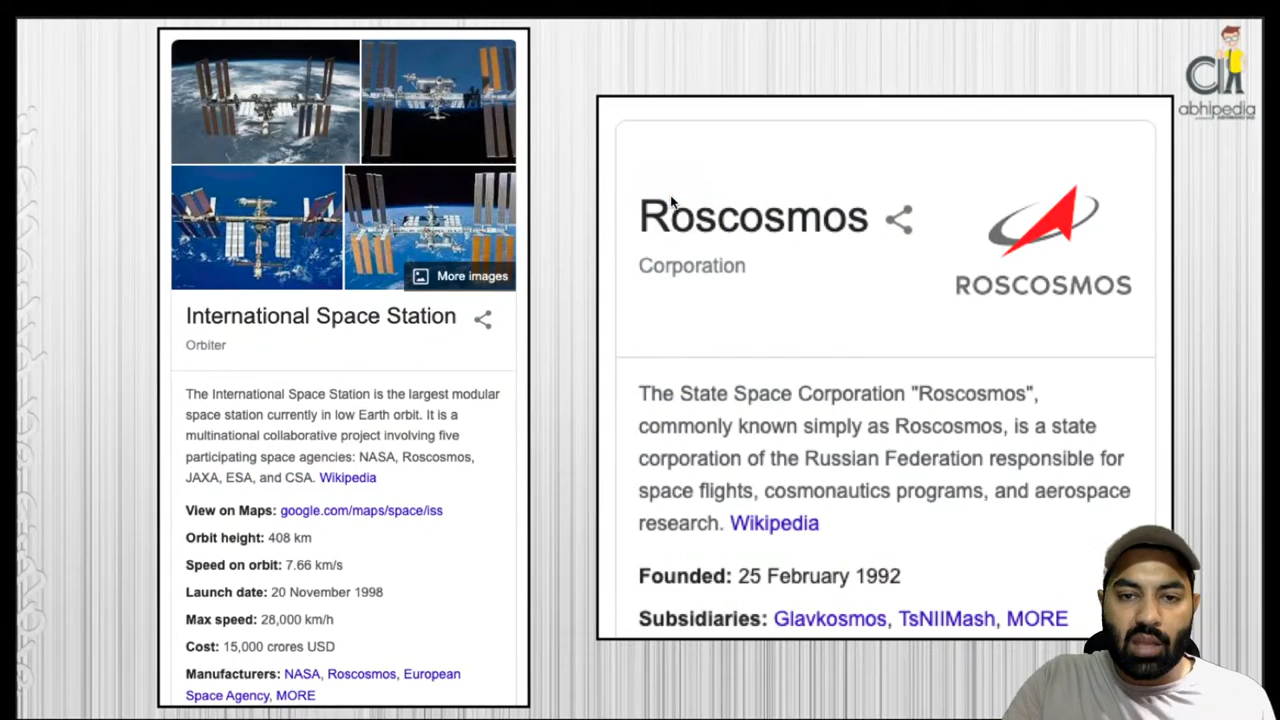 More images
International Space Station
Orbiter
The International Space Station is the largest modular
space station currently in low Earth orbit. It is a
multinational collaborative project involving five
participating space agencies: NASA, Roscosmos,
JAXA, ESA, and CSA. Wikipedia
View on Maps: google.com/maps/space/iss
Orbit height: 408 km
Speed on orbit: 7.66 km/s
Launch date: 20 November 1998
Max speed: 28,000 km/h
Cost: 15,000 crores USD
Manufacturers: NASA, Roscosmos, European
Space Agency, MORE
Roscosmos
Corporation
ROSCOSMOS
The State Space Corporation "Roscosmos",
commonly known simply as Roscosmos, is a state
corporation of the Russian Federation responsible for
space flights, cosmonautics programs, and aerospace
research. Wikipedia
Founded: 25 February 1992
Subsidiaries: Glavkosmos, TsNIIMash, MORE
abhipedia